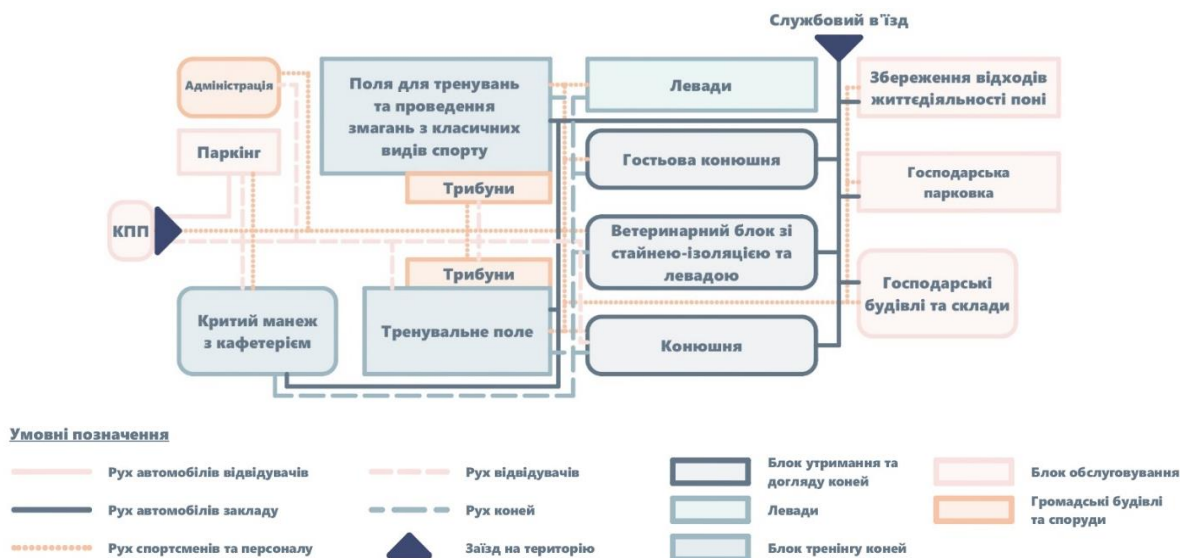 Службовий в'їзд
Адміністрація
Поля для тренувань
та проведення
змагань з класичних
видів спорту
Левади
Збереження відходів
життєдіяльності поні
Паркінг
Гостьова конюшня
Трибуни
Господарська
парковка
КПП
Ветеринарний блок зі
стайнею-ізоляцією та
левадою
Трибуни
Господарські
будівлі та склади
Критий манеж
з кафетерієм
Тренувальне поле
Конюшня
Умовні позначення
Рух автомобілів відвідувачів
Рух автомобілів закладу
Рух спортсменів та персоналу
Рух відвідувачів
Рух коней
Заїзд на територію
Блок утримання та
догляду коней
Левади
Блок тренінгу коней
Блок обслуговування
Громадські будівлі
та споруди